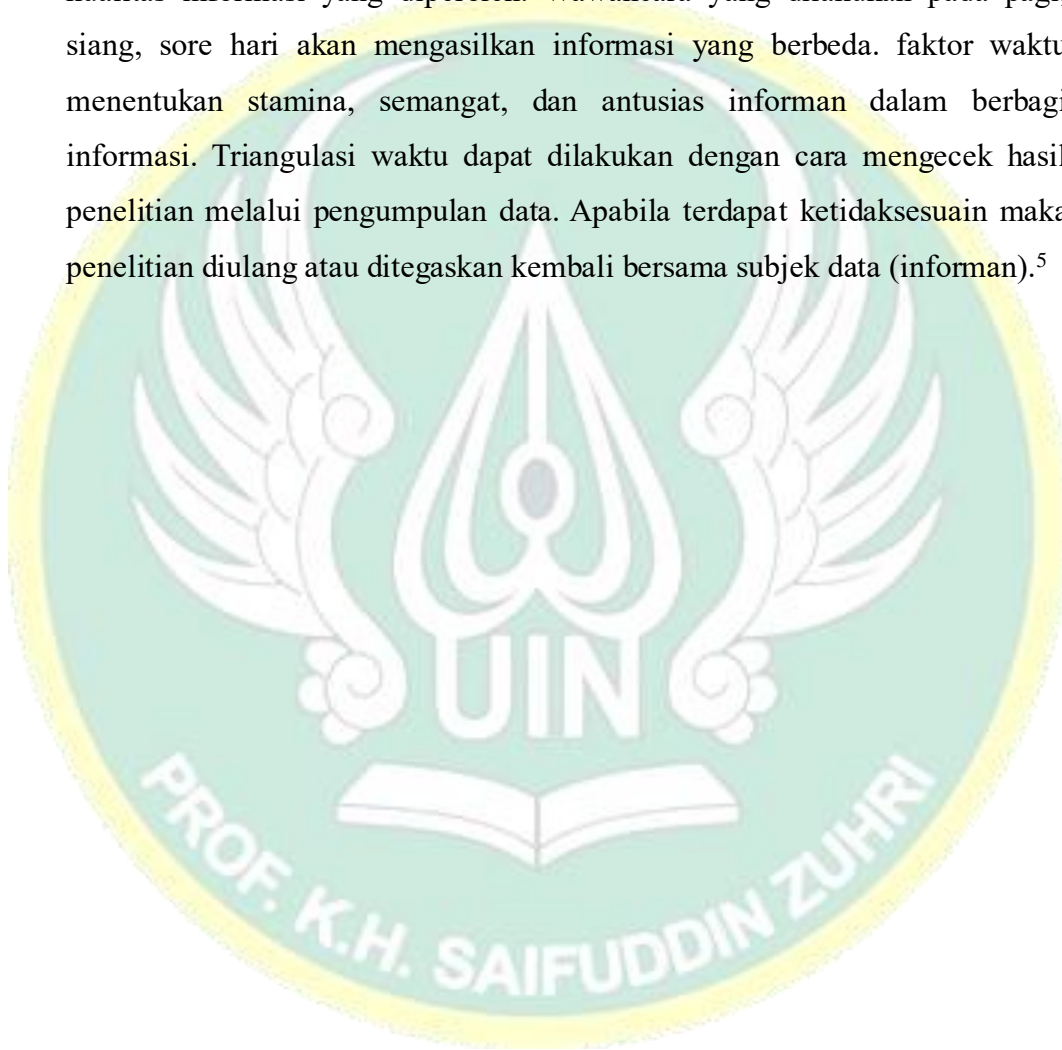 siang, sore hari akan mengasilkan informasi yang berbeda. faktor waktu
menentukan stamina, semangat, dan antusias informan dalam berbagi
informasi. Triangulasi waktu dapat dilakukan dengan cara mengecek hasil
penelitian melalui pengumpulan data. Apabila terdapat ketidaksesuain maka
penelitian diulang atau ditegaskan kembali bersama subjek data (informan).5
UIN
PROF. K.H. SAIFUDDIN ZUHRI